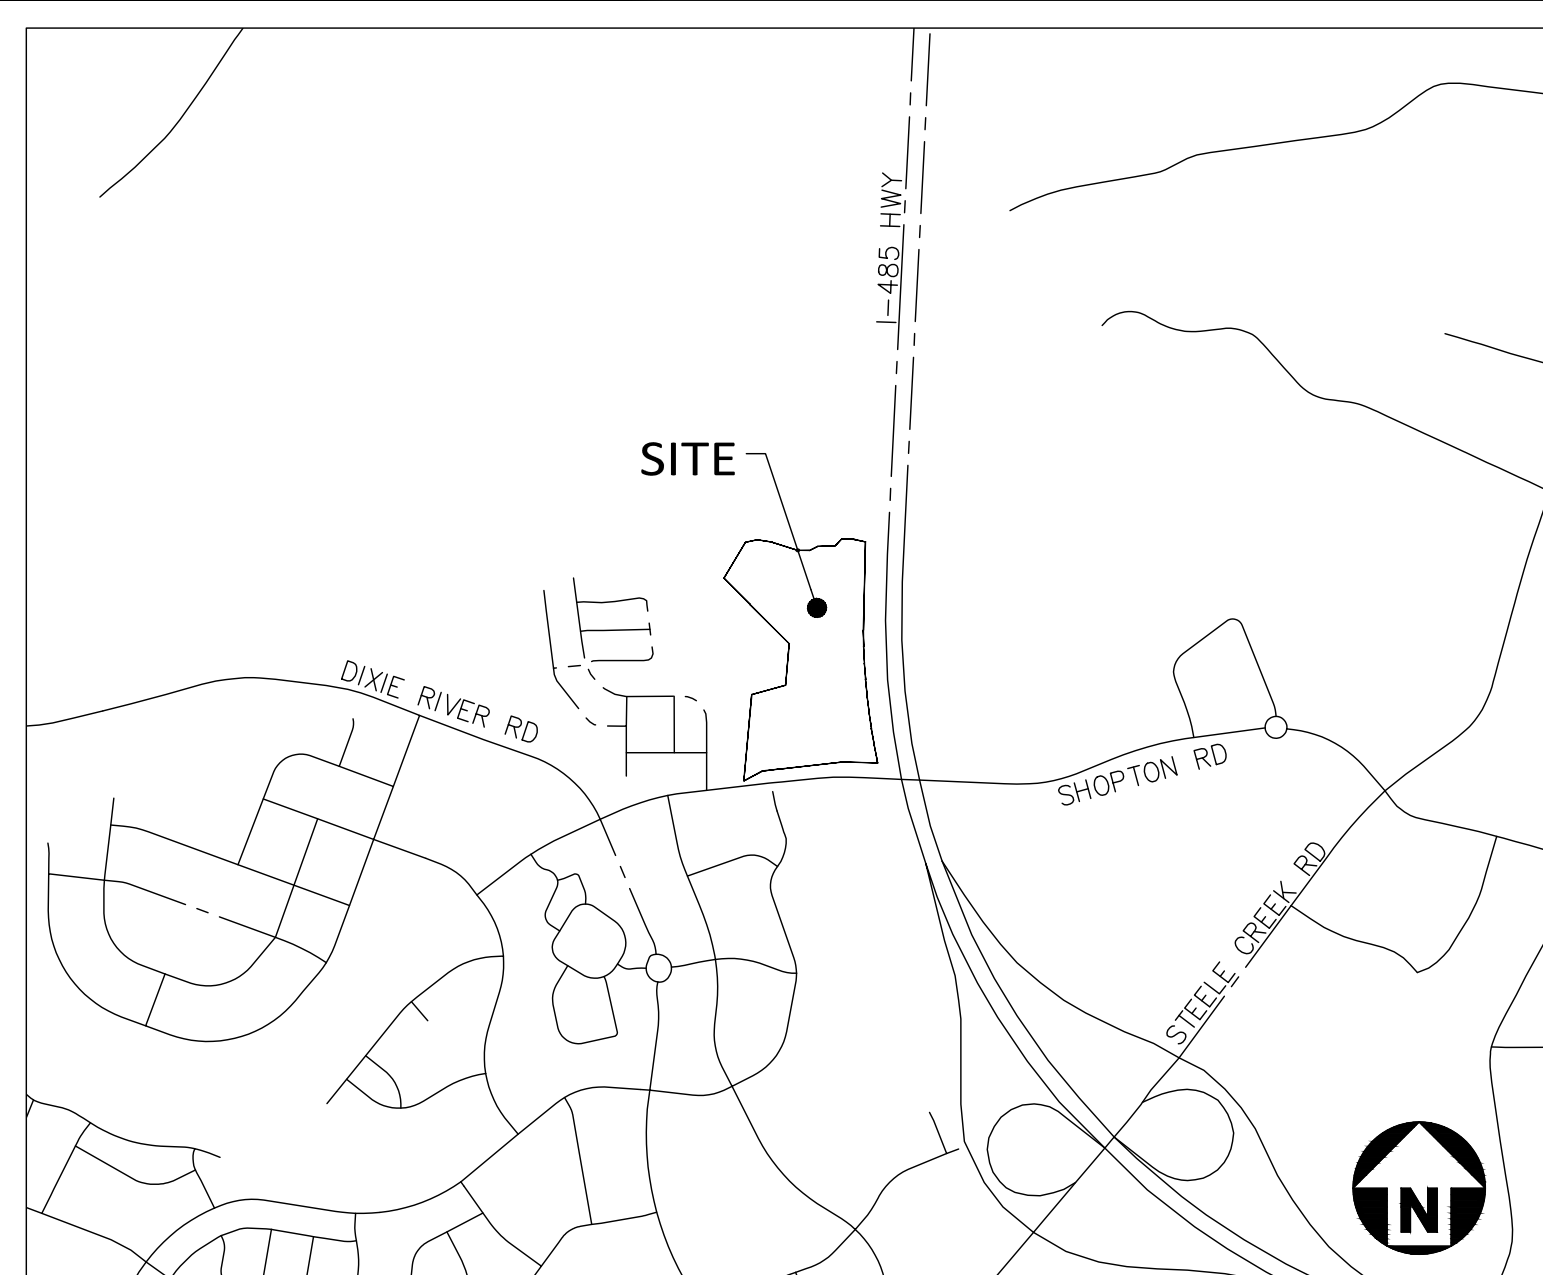 I-485 HWY
SITE
DIXIE RIVER RD
SHOPTON RD
STEELE CREEK RD
N